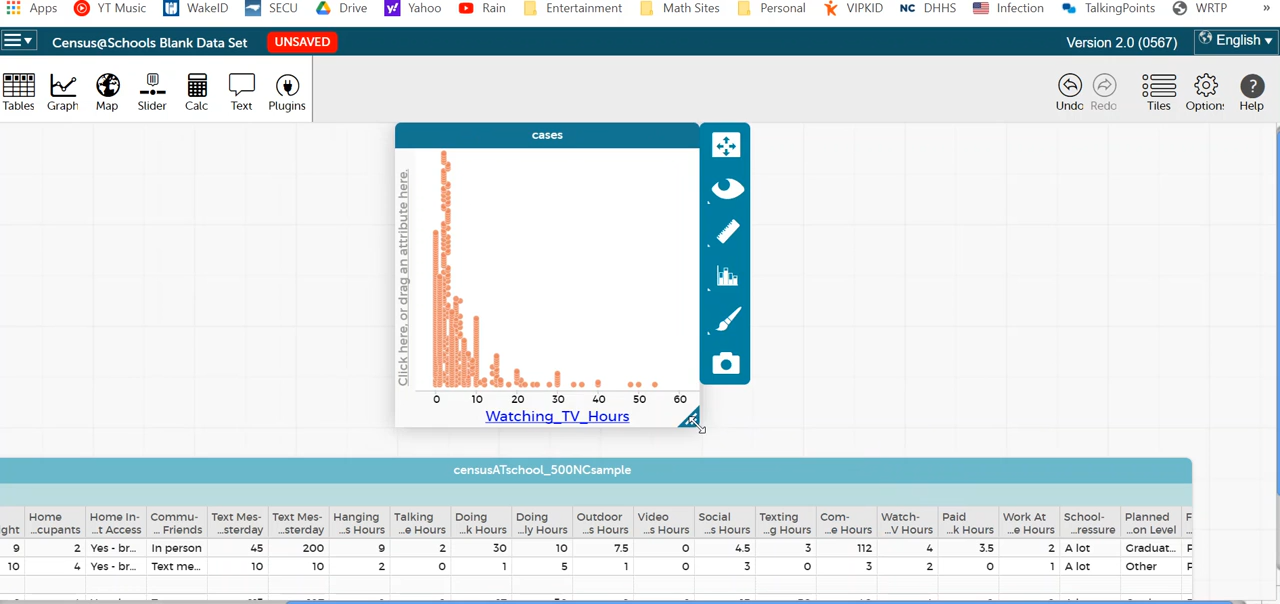 Apps YT Music WakeID SECU Drive Yahoo Rain Entertainment Math Sites Personal VIPKID NC DHHS Infection TalkingPoints WRTP »
Census@Schools Blank Data Set UNSAVED Version 2.0 (0567) English
Tables Graph Map Slider Calc Text Plugins Undo Redo Tiles Option: ? Help
cases
Click here, or drag an attribute here.
0 10 20 30 40 50 60
Watching_TV_Hours
censusATschool_500NCsample
Home Home In- Commu- Text Mes- Text Mes- Hanging Talking Doing Doing Outdoor Video Social Texting Com- Watch- Paid Work At School- Planned F
ight ...cupants ...t Access ... Friends ...sterday ...sterday ...s Hours ...e Hours ...k Hours ...ly Hours ...s Hours ...s Hours ...s Hours ...g Hours ...e Hours ...V Hours ...k Hours ...e Hours ...ressure ...on Level
9 2 Yes - br... In person 45 200 9 2 30 10 7.5 0 4.5 3 112 4 3.5 2 A lot Graduat...
10 4 Yes - br... Text me... 10 10 2 0 1 5 1 0 3 0 3 2 0 1 A lot Other